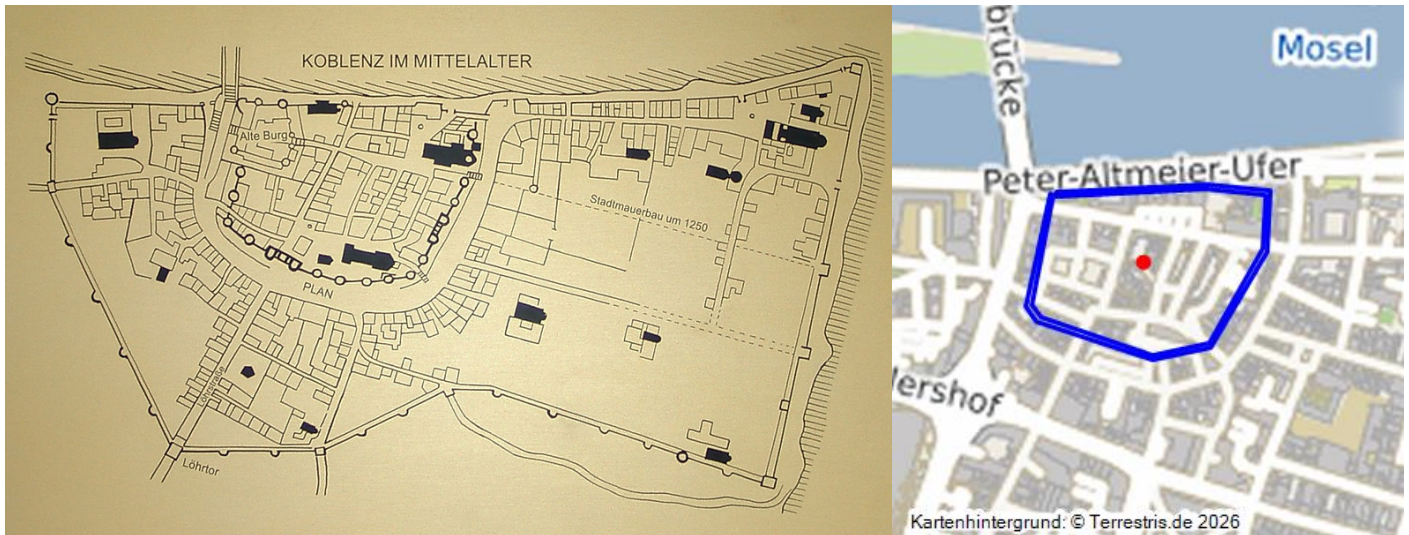 KOBLENZ IM MITTELALTER
Alte Burg
Stadtmauerbau um 1250
PLAN
Löhrstraße
Löhrtor
brücke
Mosel
Peter-Altmeier-Ufer
lershof
Kartenhintergrund: © Terrestris.de 2026